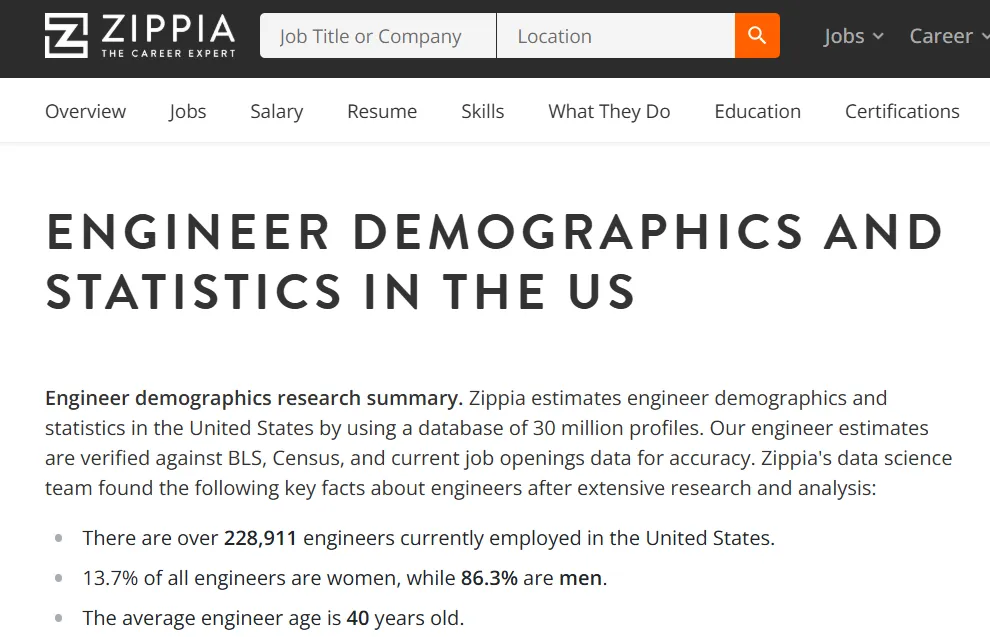 ZIPPIA
THE CAREER EXPERT
Job Title or Company
Location
Jobs
Career
Overview
Jobs
Salary
Resume
Skills
What They Do
Education
Certifications
ENGINEER DEMOGRAPHICS AND
STATISTICS IN THE US
Engineer demographics research summary. Zippia estimates engineer demographics and
statistics in the United States by using a database of 30 million profiles. Our engineer estimates
are verified against BLS, Census, and current job openings data for accuracy. Zippia's data science
team found the following key facts about engineers after extensive research and analysis:
There are over 228,911 engineers currently employed in the United States.
13.7% of all engineers are women, while 86.3% are men.
The average engineer age is 40 years old.